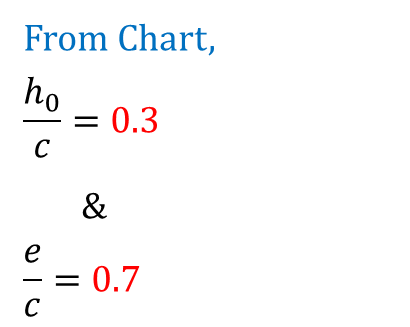 From Chart,
h₀/c = 0.3
&
e/c = 0.7